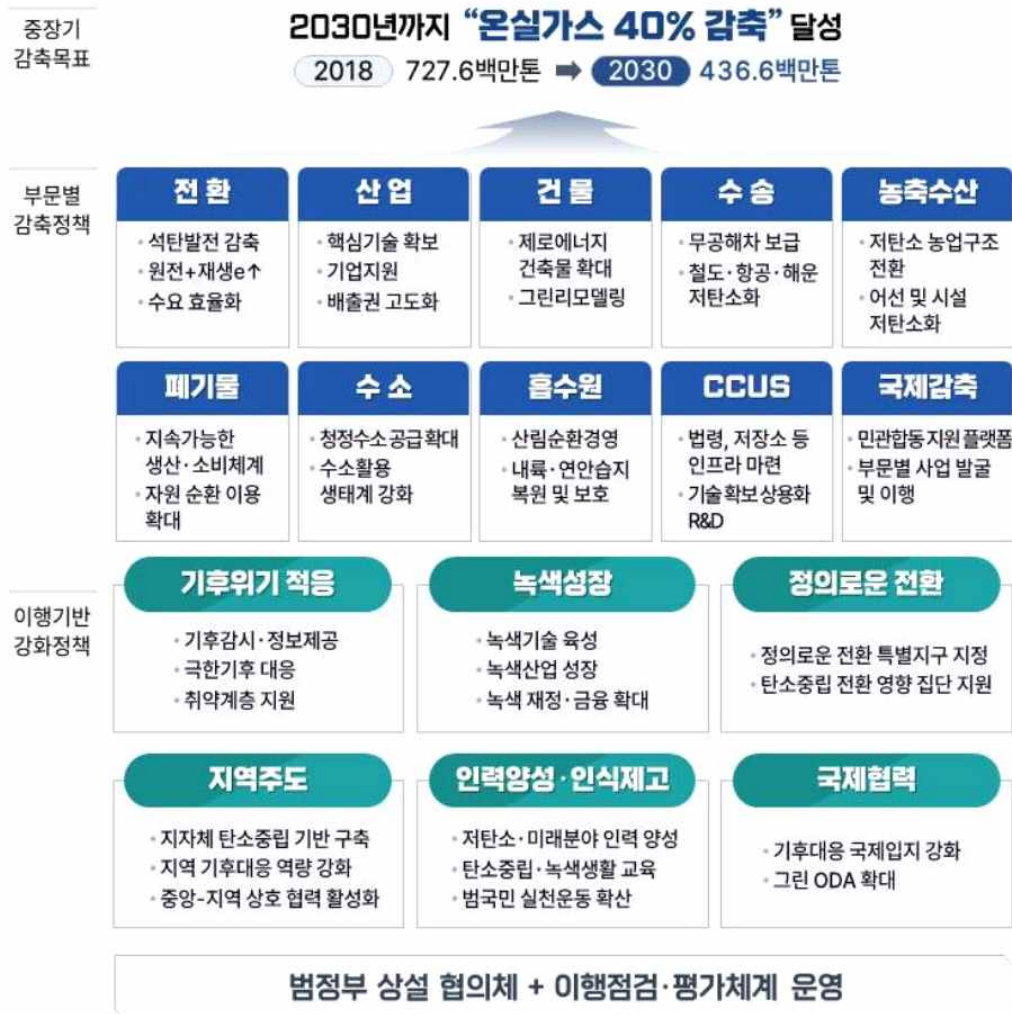 중장기
감축목표
2030년까지 “온실가스 40% 감축” 달성
2018 727.6백만톤 ➡ 2030 436.6백만톤
부문별
감축정책
전 환
· 석탄발전 감축
· 원전+재생e↑
· 수요 효율화
산 업
· 핵심기술 확보
· 기업지원
· 배출권 고도화
건 물
· 제로에너지
건축물 확대
· 그린리모델링
수 송
· 무공해차 보급
· 철도·항공·해운
저탄소화
농축수산
· 저탄소 농업구조
전환
· 어선 및 시설
저탄소화
폐기물
· 지속가능한
생산·소비체계
· 자원 순환 이용
확대
수 소
· 청정수소 공급 확대
· 수소활용
생태계 강화
흡수원
· 산림순환경영
· 내륙·연안습지
복원 및 보호
CCUS
· 법령, 저장소 등
인프라 마련
· 기술확보 상용화
R&D
국제감축
· 민관합동 지원 플랫폼
· 부문별 사업 발굴
및 이행
이행기반
강화정책
기후위기 적응
· 기후감시·정보제공
· 극한기후 대응
· 취약계층 지원
녹색성장
· 녹색기술 육성
· 녹색산업 성장
· 녹색 재정·금융 확대
정의로운 전환
· 정의로운 전환 특별지구 지정
· 탄소중립 전환 영향 집단 지원
지역주도
· 지자체 탄소중립 기반 구축
· 지역 기후대응 역량 강화
· 중앙-지역 상호 협력 활성화
인력양성·인식제고
· 저탄소·미래분야 인력 양성
· 탄소중립·녹색생활 교육
· 범국민 실천운동 확산
국제협력
· 기후대응 국제입지 강화
· 그린 ODA 확대
범정부 상설 협의체 + 이행점검·평가체계 운영